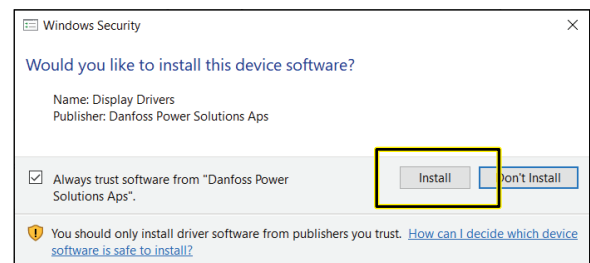 Windows Security
Would you like to install this device software?
Name: Display Drivers
Publisher: Danfoss Power Solutions Aps
Always trust software from "Danfoss Power
Solutions Aps".
Install
Don't Install
You should only install driver software from publishers you trust. How can I decide which device
software is safe to install?